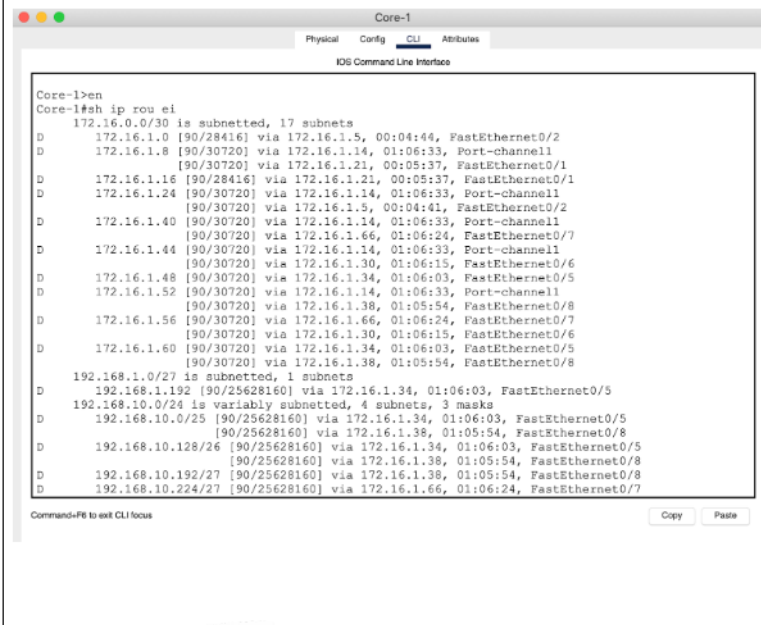 Core-1
Physical Config CLI Attributes
IOS Command Line Interface
Core-1>en
Core-1#sh ip rou ei
172.16.0.0/30 is subnetted, 17 subnets
D 172.16.1.0 [90/28416] via 172.16.1.5, 00:04:44, FastEthernet0/2
D 172.16.1.8 [90/30720] via 172.16.1.14, 01:06:33, Port-channel1
[90/30720] via 172.16.1.21, 00:05:37, FastEthernet0/1
D 172.16.1.16 [90/28416] via 172.16.1.21, 00:05:37, FastEthernet0/1
D 172.16.1.24 [90/30720] via 172.16.1.14, 01:06:33, Port-channel1
[90/30720] via 172.16.1.5, 00:04:41, FastEthernet0/2
D 172.16.1.40 [90/30720] via 172.16.1.14, 01:06:33, Port-channel1
[90/30720] via 172.16.1.66, 01:06:24, FastEthernet0/7
D 172.16.1.44 [90/30720] via 172.16.1.14, 01:06:33, Port-channel1
[90/30720] via 172.16.1.30, 01:06:15, FastEthernet0/6
D 172.16.1.48 [90/30720] via 172.16.1.34, 01:06:03, FastEthernet0/5
D 172.16.1.52 [90/30720] via 172.16.1.14, 01:06:33, Port-channel1
[90/30720] via 172.16.1.38, 01:05:54, FastEthernet0/8
D 172.16.1.56 [90/30720] via 172.16.1.66, 01:06:24, FastEthernet0/7
[90/30720] via 172.16.1.30, 01:06:15, FastEthernet0/6
D 172.16.1.60 [90/30720] via 172.16.1.34, 01:06:03, FastEthernet0/5
[90/30720] via 172.16.1.38, 01:05:54, FastEthernet0/8
192.168.1.0/27 is subnetted, 1 subnets
D 192.168.1.192 [90/25628160] via 172.16.1.34, 01:06:03, FastEthernet0/5
192.168.10.0/24 is variably subnetted, 4 subnets, 3 masks
D 192.168.10.0/25 [90/25628160] via 172.16.1.34, 01:06:03, FastEthernet0/5
[90/25628160] via 172.16.1.38, 01:05:54, FastEthernet0/8
D 192.168.10.128/26 [90/25628160] via 172.16.1.34, 01:06:03, FastEthernet0/5
[90/25628160] via 172.16.1.38, 01:05:54, FastEthernet0/8
D 192.168.10.192/27 [90/25628160] via 172.16.1.38, 01:05:54, FastEthernet0/8
D 192.168.10.224/27 [90/25628160] via 172.16.1.66, 01:06:24, FastEthernet0/7
Command+F6 to exit CLI focus
Copy Paste